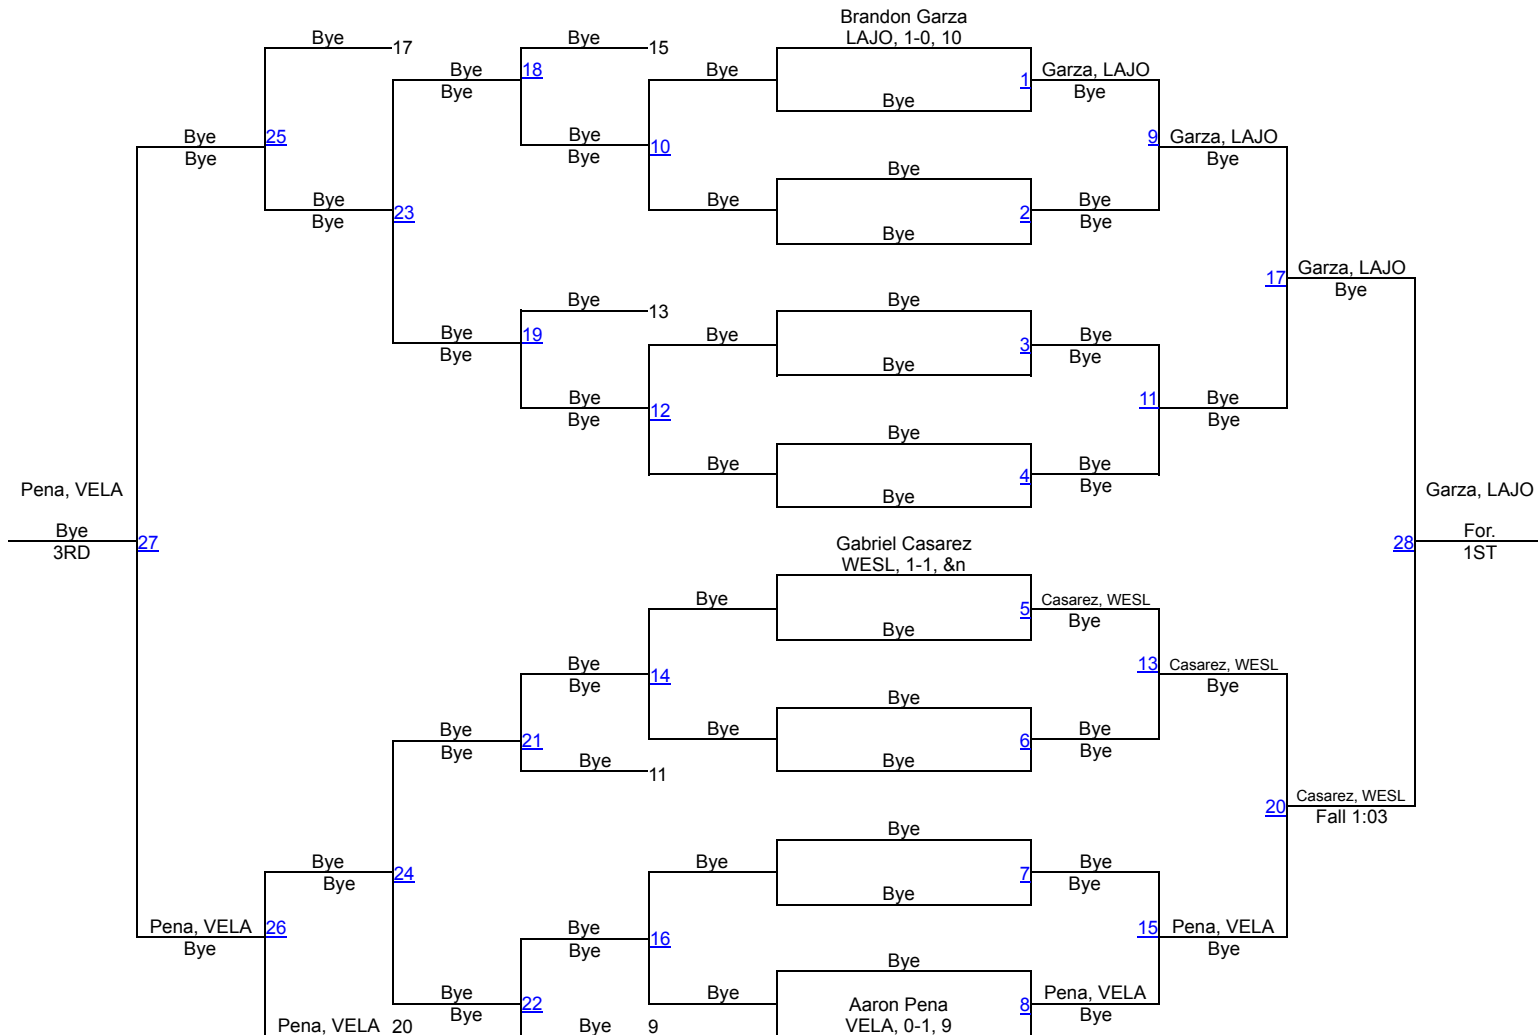 Brandon Garza
LAJO, 1-0, 10
Bye 17
Bye 15
Bye
Bye
18
Bye
1
Garza, LAJO
Bye
Bye
Bye
Bye
25
Bye
Bye
10
9
Garza, LAJO
Bye
Bye
Bye
23
Bye
Bye
2
Bye
Bye
Bye
17
Garza, LAJO
Bye
Bye 13
Bye
Bye
Bye
19
Bye
3
Bye
Bye
Bye
Bye
Bye
12
11
Bye
Bye
Bye
Bye
4
Bye
Bye
Bye
Pena, VELA
Bye
3RD
27
Garza, LAJO
28
For.
1ST
Gabriel Casarez
WESL, 1-1, &n
Bye
5
Casarez, WESL
Bye
Bye
Bye
Bye
14
13
Casarez, WESL
Bye
Bye
Bye
Bye
21
Bye
6
Bye
Bye
Bye
Bye 11
20
Casarez, WESL
Fall 1:03
Bye
Bye
Bye
24
Bye
7
Bye
Bye
Bye
Pena, VELA
Bye
26
Bye
Bye
16
15
Pena, VELA
Bye
Bye
Bye
Bye
22
Bye
Aaron Pena
VELA, 0-1, 9
8
Pena, VELA
Bye
Pena, VELA 20
Bye 9